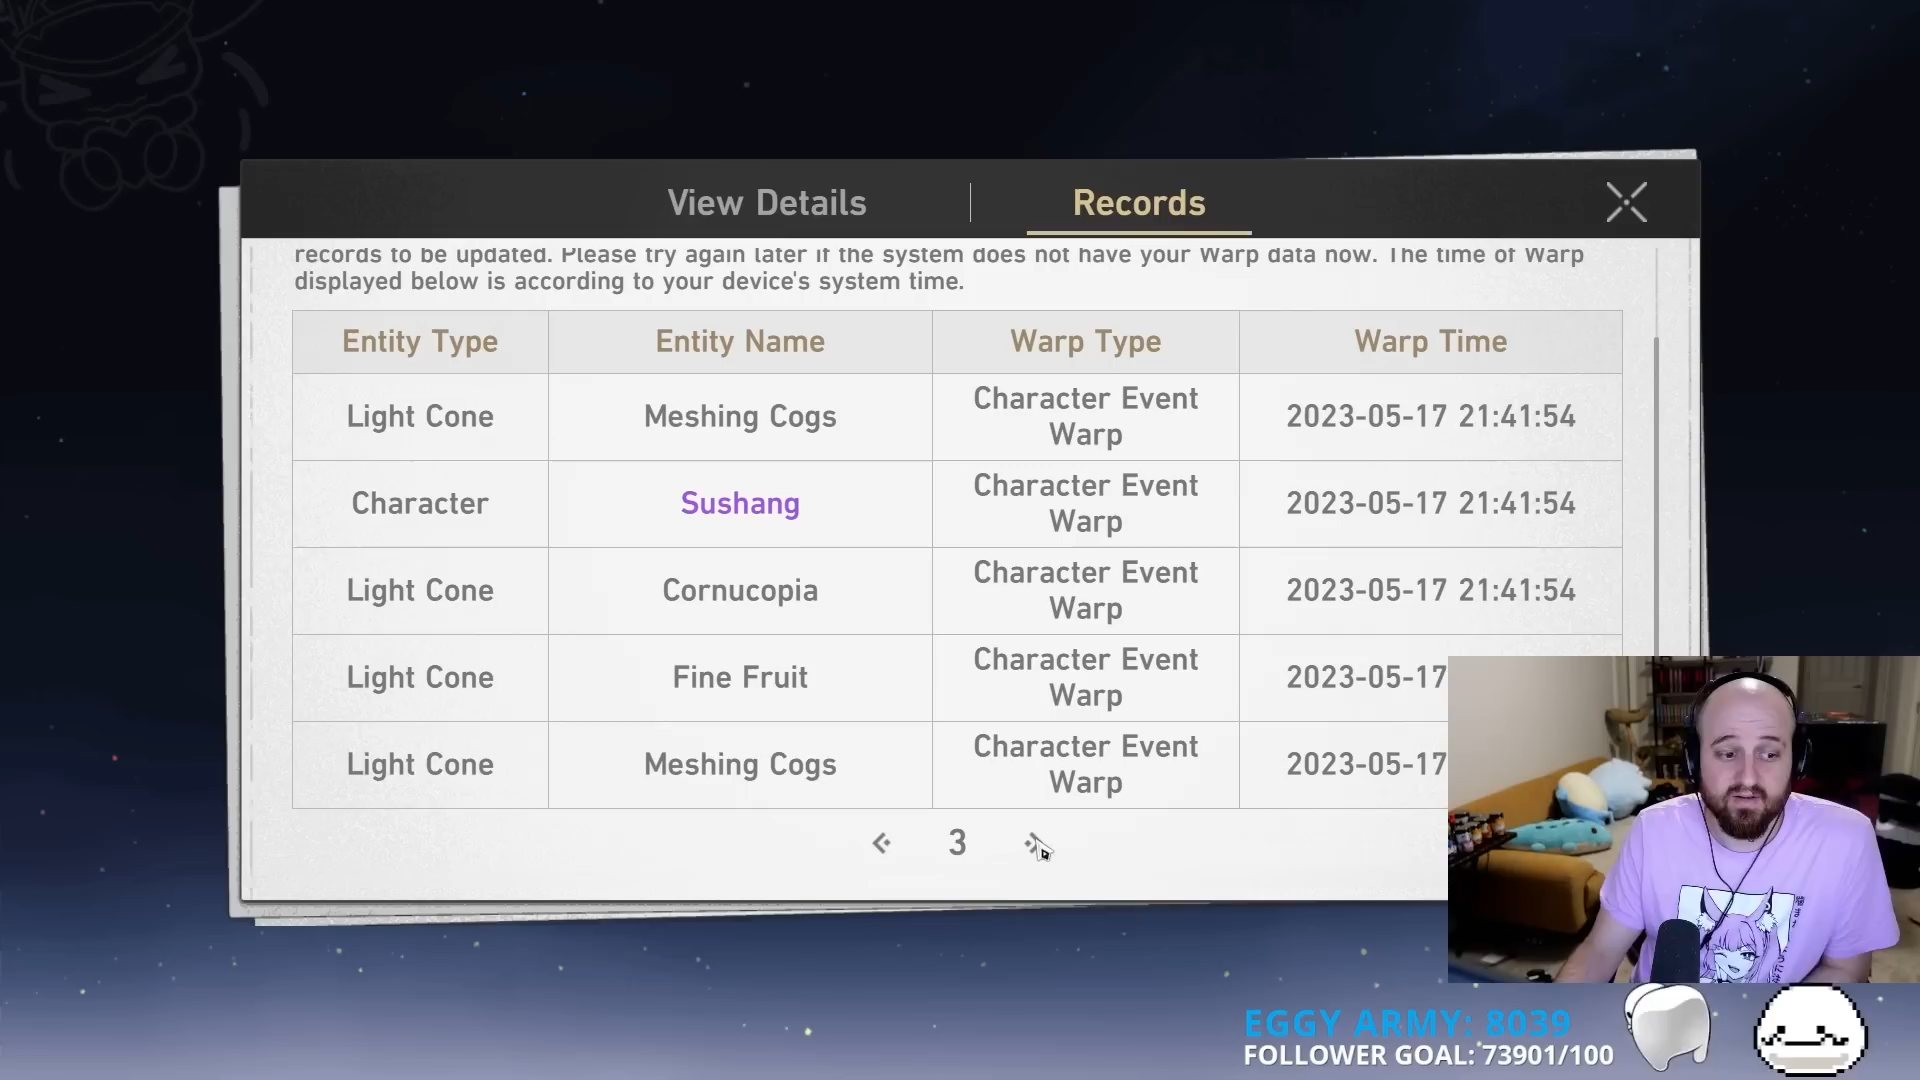 View Details
Records
records to be updated. Please try again later if the system does not have your Warp data now. The time of Warp
displayed below is according to your device's system time.
Entity Type
Entity Name
Warp Type
Warp Time
Light Cone
Meshing Cogs
Character Event
Warp
2023-05-17 21:41:54
Character
Sushang
Character Event
Warp
2023-05-17 21:41:54
Light Cone
Cornucopia
Character Event
Warp
2023-05-17 21:41:54
Light Cone
Fine Fruit
Character Event
Warp
2023-05-17
Light Cone
Meshing Cogs
Character Event
Warp
2023-05-17
3
EGGY ARMY: 8039
FOLLOWER GOAL: 73901/100